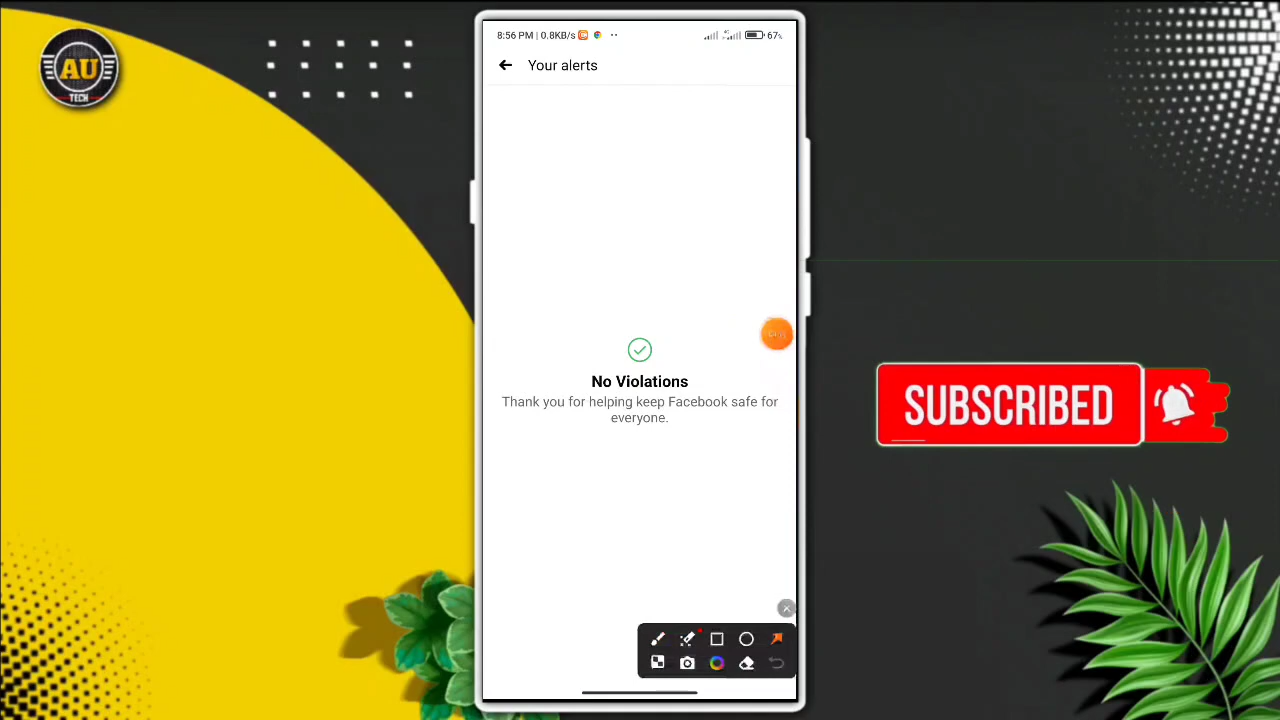 AU
TECH
8:56 PM | 0.8KB/s
4G
67%
Your alerts
No Violations
Thank you for helping keep Facebook safe for
everyone.
SUBSCRIBED